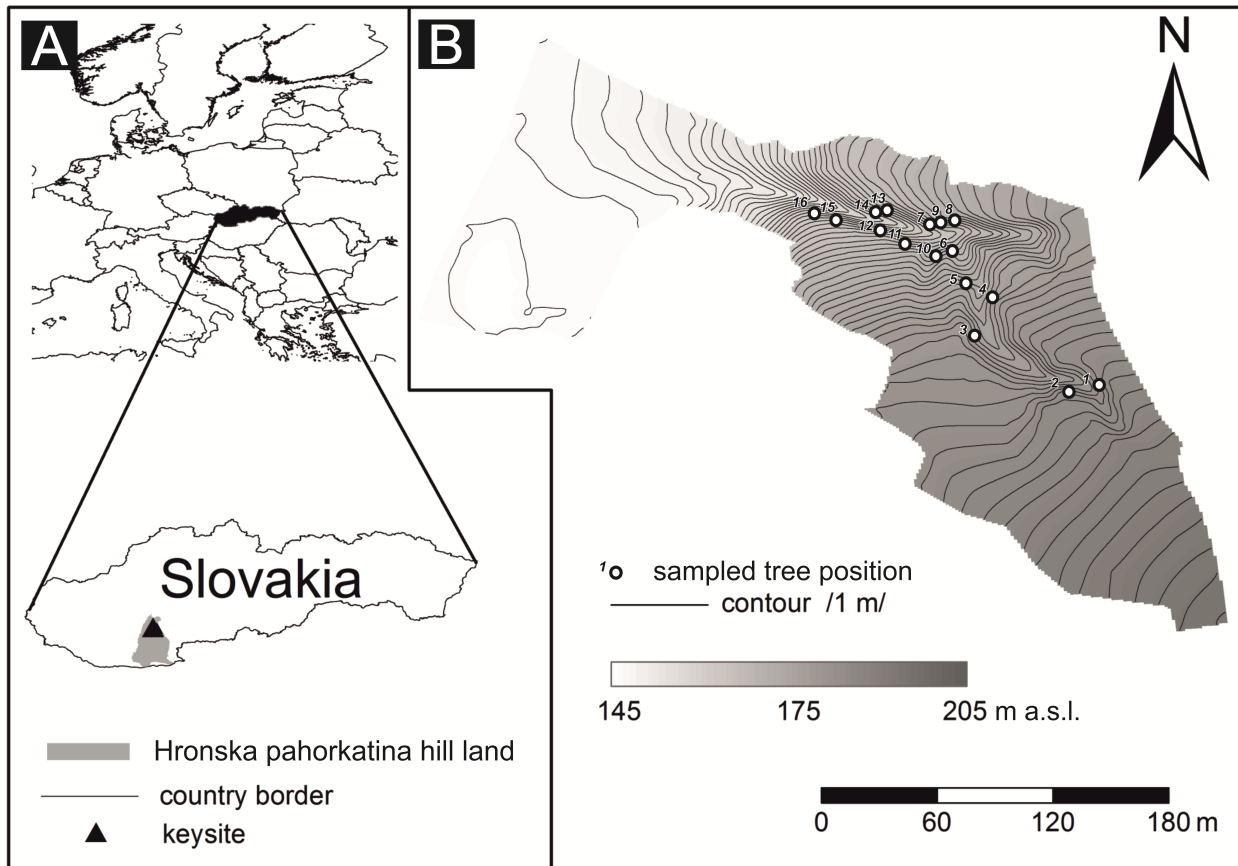 A
B
N
16
15
14
13
12
11
7
9
8
10
6
5
4
3
2
1
Slovakia
1 sampled tree position
contour /1 m/
145 175 205 m a.s.l.
Hronska pahorkatina hill land
country border
keysite
0 60 120 180 m